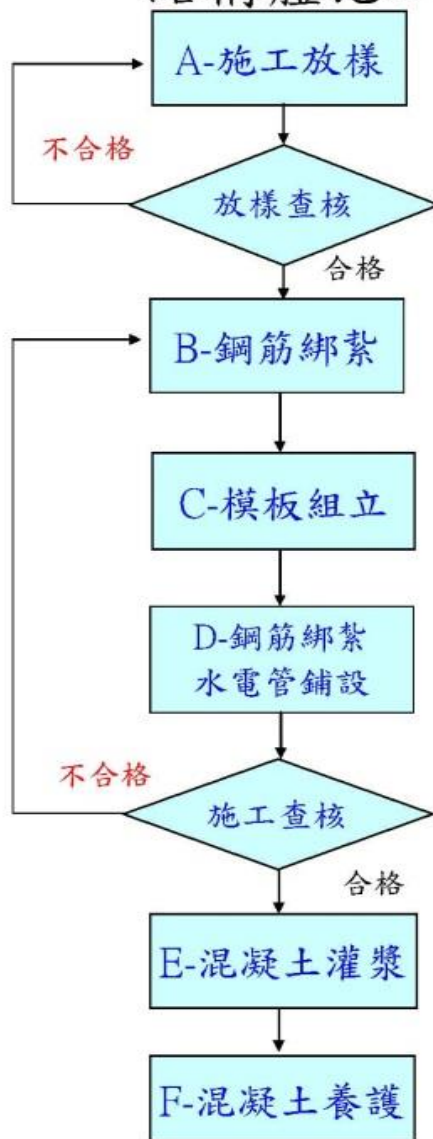 A-施工放樣
不合格
放樣查核
合格
B-鋼筋綁紮
C-模板組立
D-鋼筋綁紮
水電管鋪設
不合格
施工查核
合格
E-混凝土灌漿
F-混凝土養護